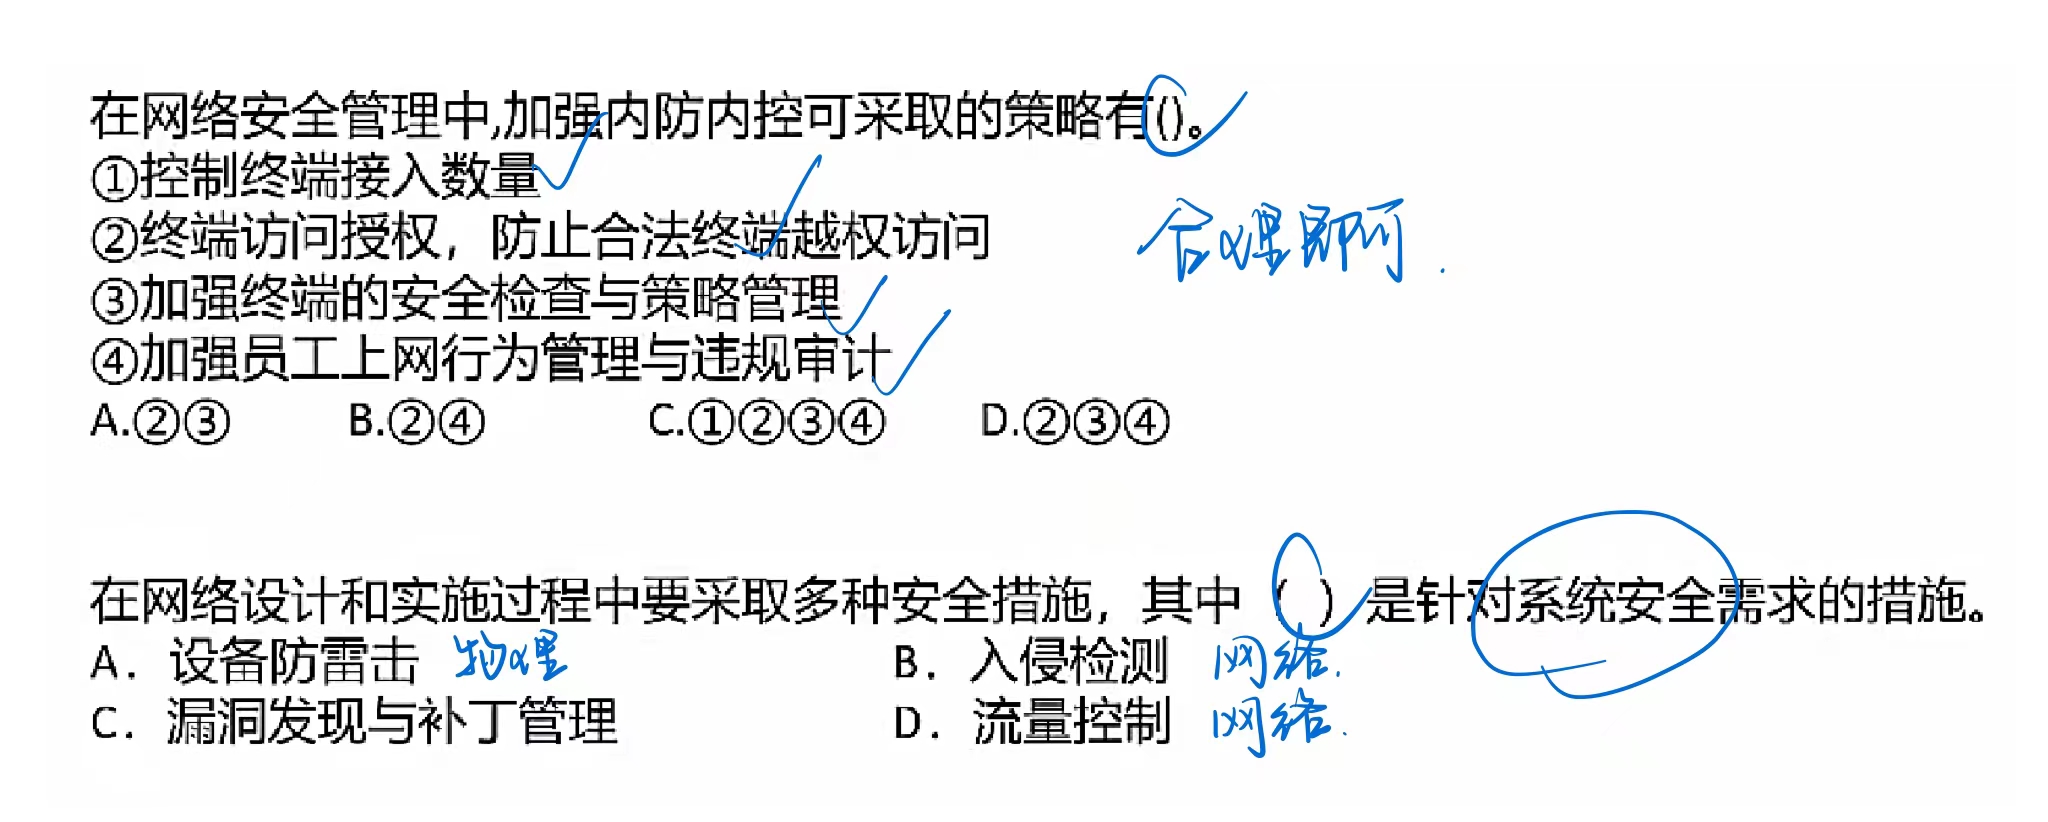 在网络安全管理中,加强内防内控可采取的策略有()。
①控制终端接入数量
②终端访问授权，防止合法终端越权访问
合理即可.
③加强终端的安全检查与策略管理
④加强员工上网行为管理与违规审计
A.②③ B.②④ C.①②③④ D.②③④
在网络设计和实施过程中要采取多种安全措施，其中（ ）是针对系统安全需求的措施。
A．设备防雷击 物理 B．入侵检测 网络.
C．漏洞发现与补丁管理 D．流量控制 网络.